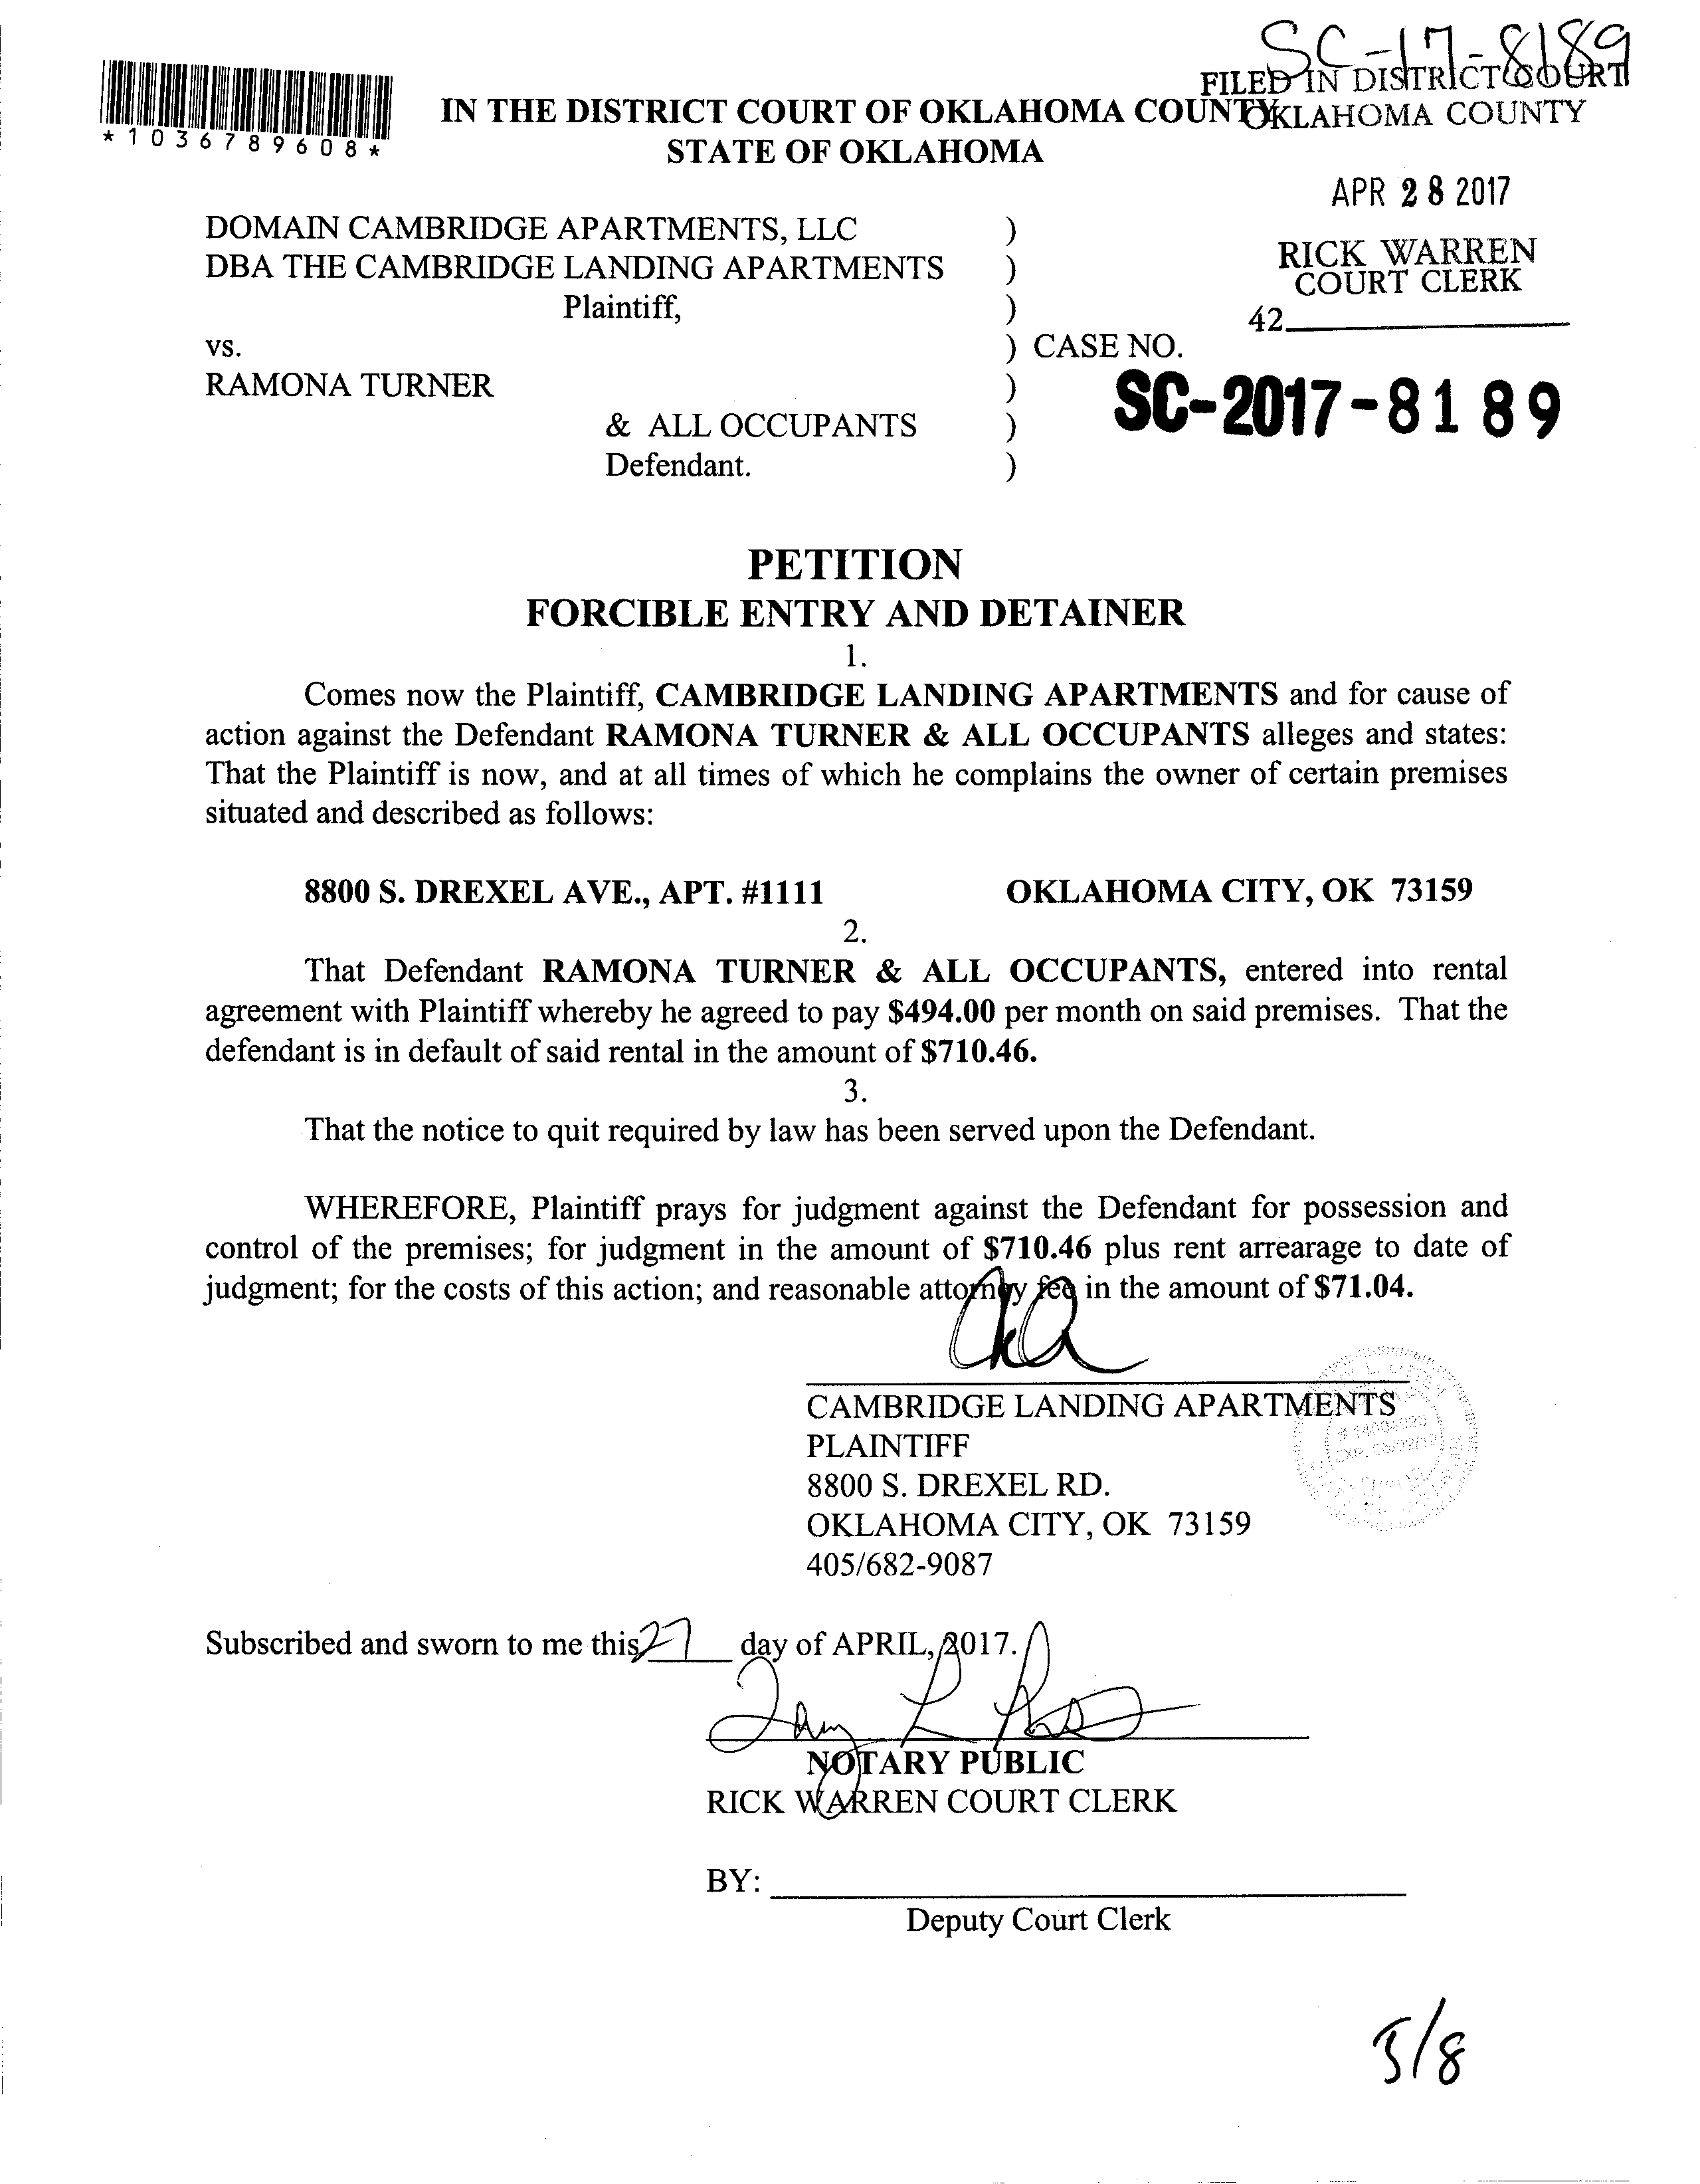 SC-17-8189
FILED IN DISTRICT COURT
OKLAHOMA COUNTY
*1036789608*
IN THE DISTRICT COURT OF OKLAHOMA COUNTY
STATE OF OKLAHOMA
APR 28 2017
RICK WARREN
COURT CLERK
42
DOMAIN CAMBRIDGE APARTMENTS, LLC )
DBA THE CAMBRIDGE LANDING APARTMENTS )
Plaintiff, )
vs. ) CASE NO.
RAMONA TURNER )
SC-2017-8189
& ALL OCCUPANTS )
Defendant. )
PETITION
FORCIBLE ENTRY AND DETAINER
1.
Comes now the Plaintiff, CAMBRIDGE LANDING APARTMENTS and for cause of
action against the Defendant RAMONA TURNER & ALL OCCUPANTS alleges and states:
That the Plaintiff is now, and at all times of which he complains the owner of certain premises
situated and described as follows:
8800 S. DREXEL AVE., APT. #1111 OKLAHOMA CITY, OK 73159
2.
That Defendant RAMONA TURNER & ALL OCCUPANTS, entered into rental
agreement with Plaintiff whereby he agreed to pay $494.00 per month on said premises. That the
defendant is in default of said rental in the amount of $710.46.
3.
That the notice to quit required by law has been served upon the Defendant.
WHEREFORE, Plaintiff prays for judgment against the Defendant for possession and
control of the premises; for judgment in the amount of $710.46 plus rent arrearage to date of
judgment; for the costs of this action; and reasonable attorney fee in the amount of $71.04.
CAMBRIDGE LANDING APARTMENTS
PLAINTIFF
8800 S. DREXEL RD.
OKLAHOMA CITY, OK 73159
405/682-9087
Subscribed and sworn to me this 27 day of APRIL, 2017.
NOTARY PUBLIC
RICK WARREN COURT CLERK
BY:
Deputy Court Clerk
5/8